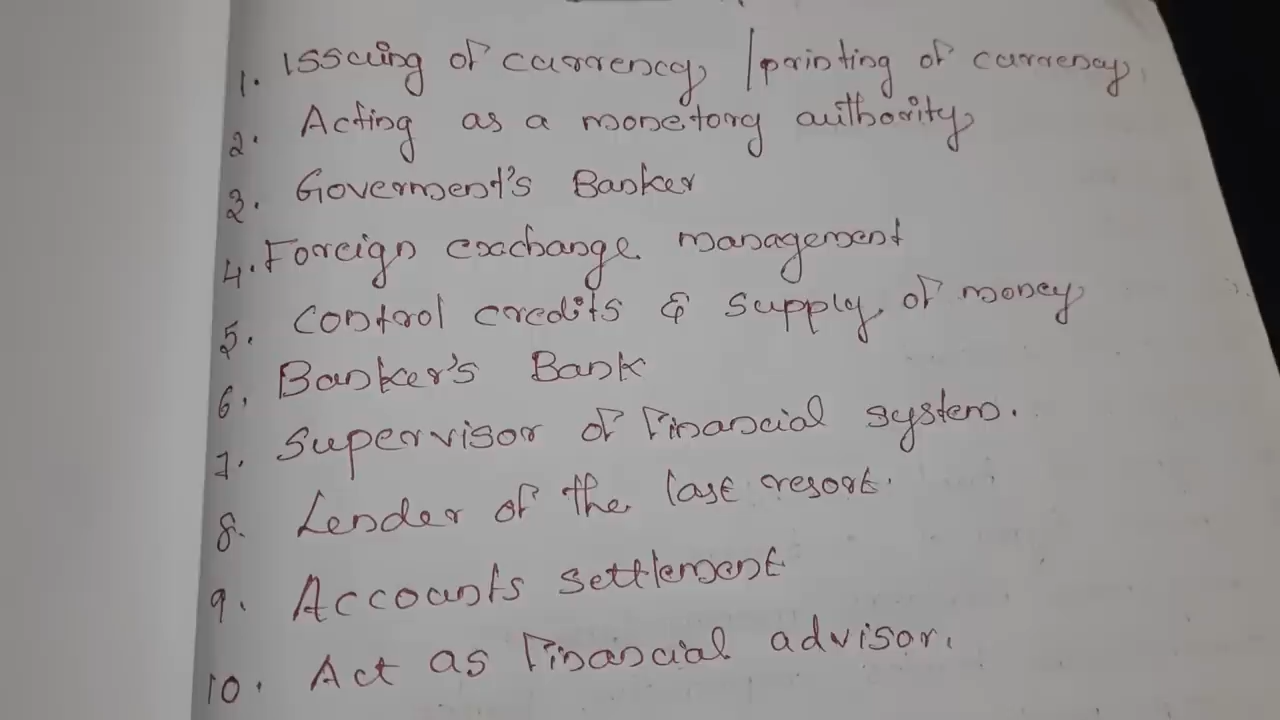 1. Issuing of currency /printing of currency
2. Acting as a monetory authority
3. Government's Banker
4. Foreign exchange management
5. Control credits & supply of money
6. Banker's Bank
7. Supervisor of Financial system.
8. Lender of the last resort.
9. Accounts settlement
10. Act as Financial advisor.